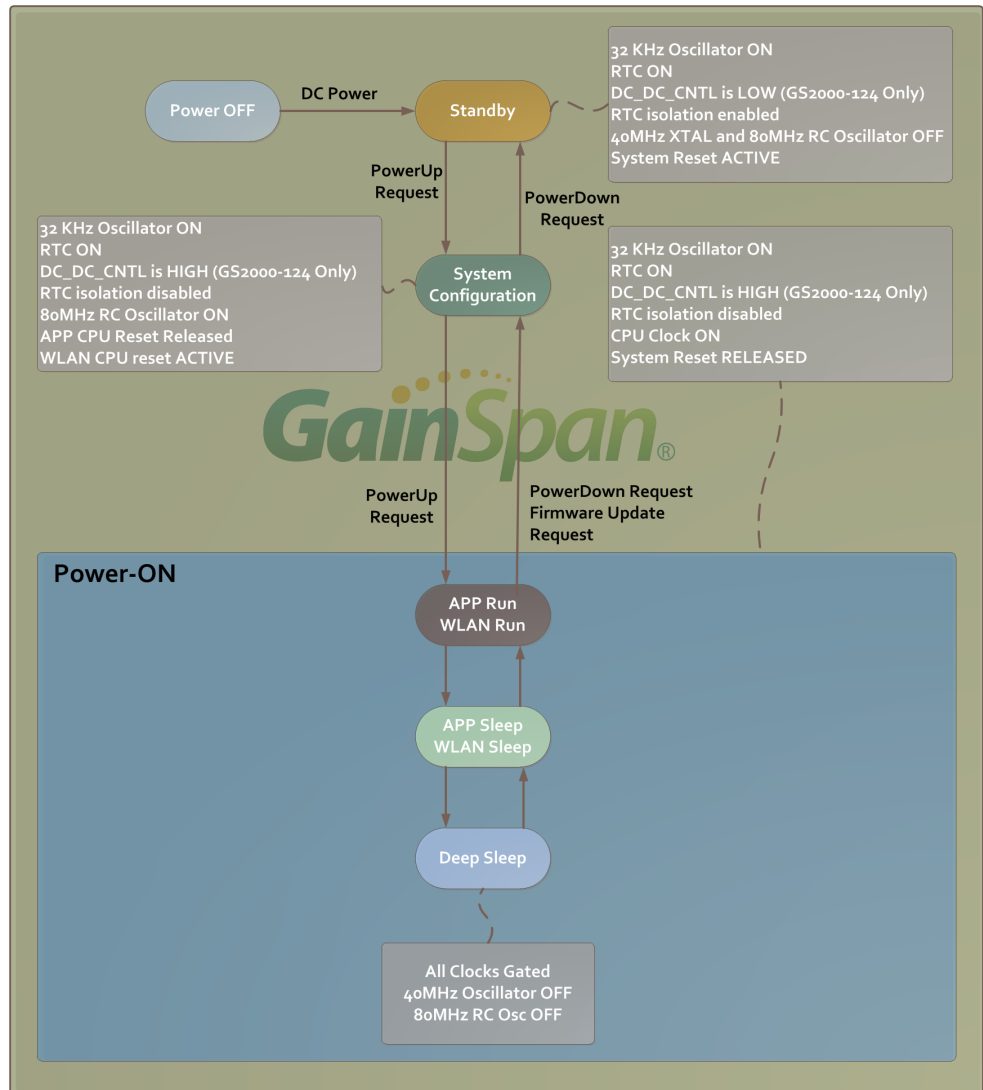 Power OFF
DC Power
Standby
32 KHz Oscillator ON
RTC ON
DC_DC_CNTL is LOW (GS2000-124 Only)
RTC isolation enabled
40MHz XTAL and 80MHz RC Oscillator OFF
System Reset ACTIVE
PowerUp
Request
PowerDown
Request
32 KHz Oscillator ON
RTC ON
DC_DC_CNTL is HIGH (GS2000-124 Only)
RTC isolation disabled
80MHz RC Oscillator ON
APP CPU Reset Released
WLAN CPU reset ACTIVE
System
Configuration
32 KHz Oscillator ON
RTC ON
DC_DC_CNTL is HIGH (GS2000-124 Only)
RTC isolation disabled
CPU Clock ON
System Reset RELEASED
GainSpan®
PowerUp
Request
PowerDown Request
Firmware Update
Request
Power-ON
APP Run
WLAN Run
APP Sleep
WLAN Sleep
Deep Sleep
All Clocks Gated
40MHz Oscillator OFF
80MHz RC Osc OFF